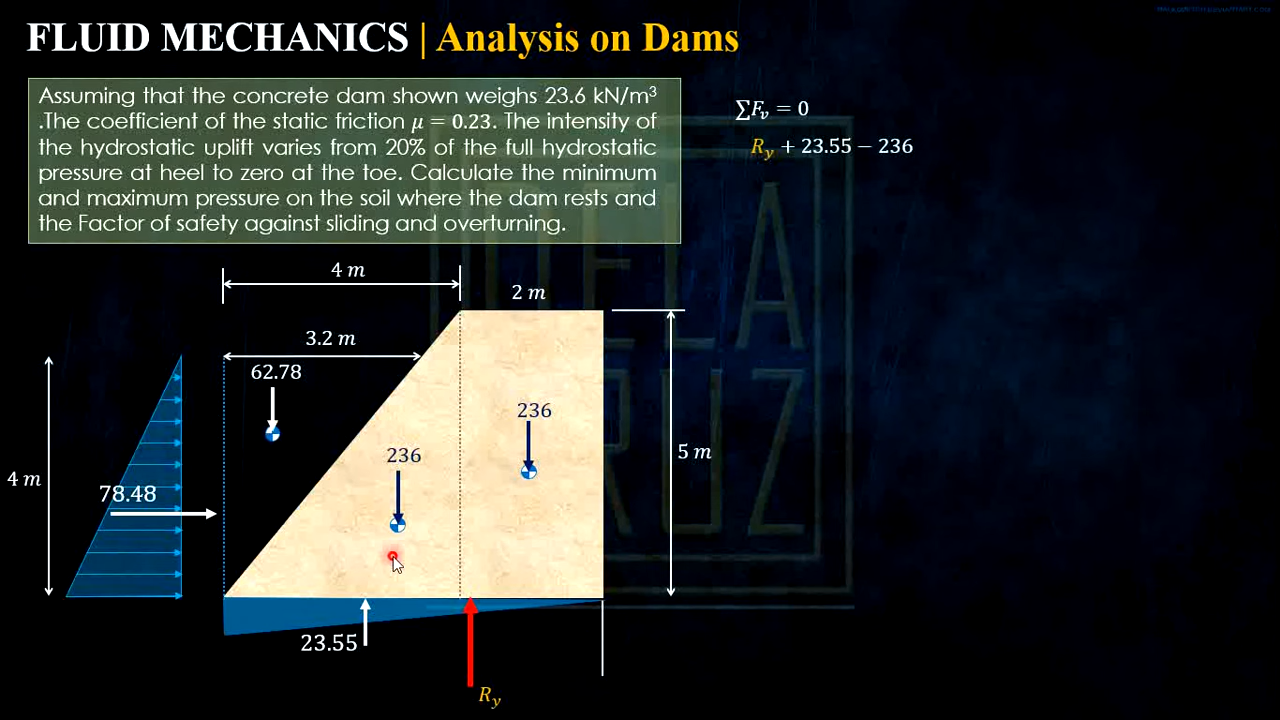 FLUID MECHANICS | Analysis on Dams
Assuming that the concrete dam shown weighs 23.6 kN/m³
.The coefficient of the static friction μ = 0.23. The intensity of
the hydrostatic uplift varies from 20% of the full hydrostatic
pressure at heel to zero at the toe. Calculate the minimum
and maximum pressure on the soil where the dam rests and
the Factor of safety against sliding and overturning.
∑Fᵥ = 0
R_y + 23.55 − 236
4 m
2 m
3.2 m
62.78
236
236
5 m
4 m
78.48
23.55
R_y
DELA
CRUZ